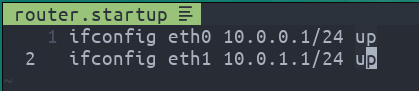 router.startup
1 ifconfig eth0 10.0.0.1/24 up
2 ifconfig eth1 10.0.1.1/24 up
~